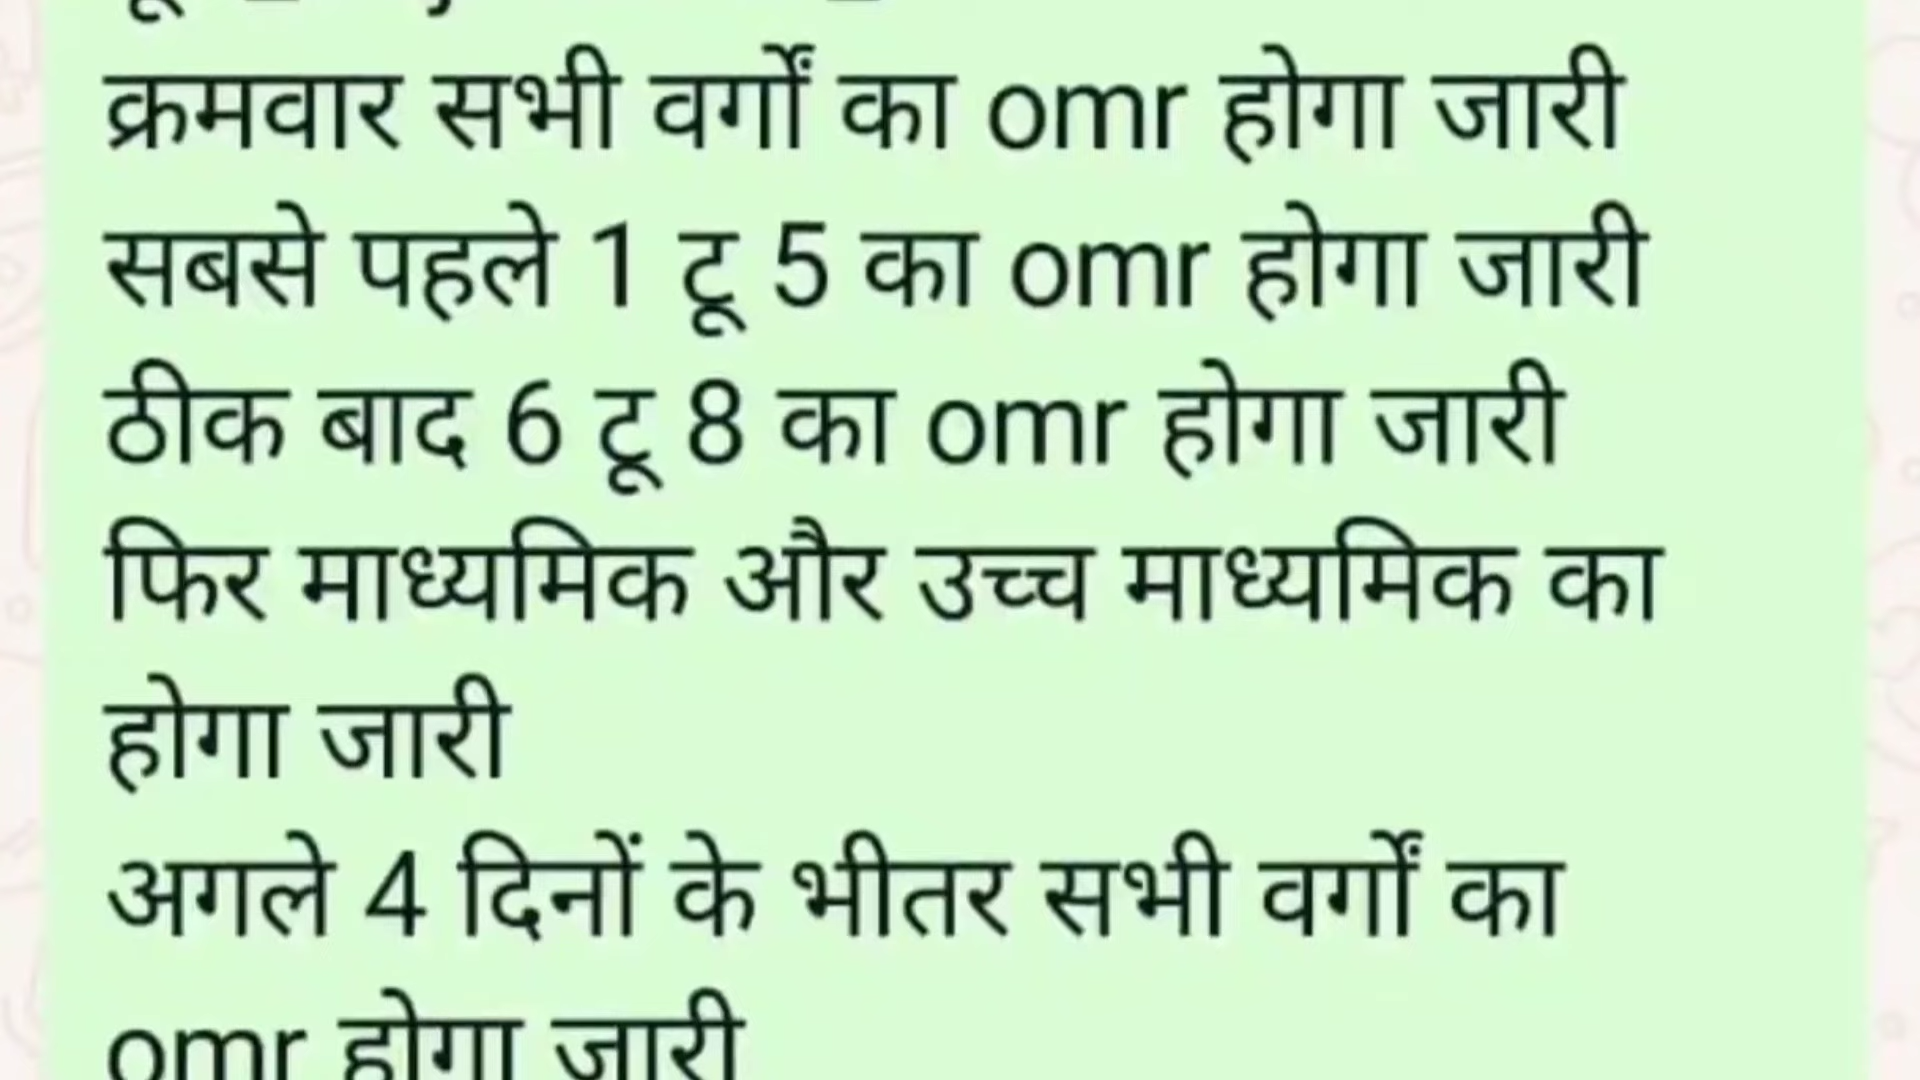 क्रमवार सभी वर्गों का omr होगा जारी
सबसे पहले 1 टू 5 का omr होगा जारी
ठीक बाद 6 टू 8 का omr होगा जारी
फिर माध्यमिक और उच्च माध्यमिक का
होगा जारी
अगले 4 दिनों के भीतर सभी वर्गों का
omr होगा जारी